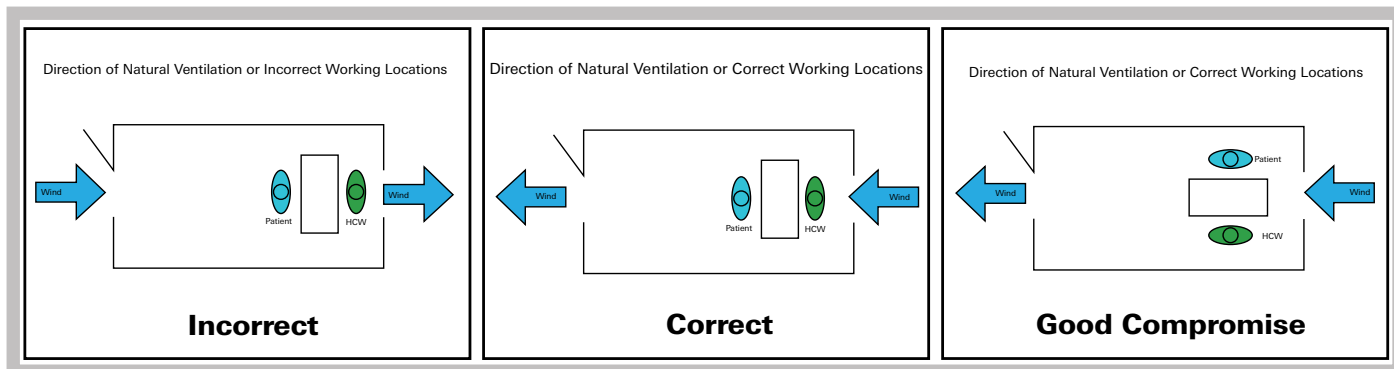 Direction of Natural Ventilation or Incorrect Working Locations
Wind
Wind
Patient
HCW
Incorrect
Direction of Natural Ventilation or Correct Working Locations
Wind
Wind
Patient
HCW
Correct
Direction of Natural Ventilation or Correct Working Locations
Patient
Wind
Wind
HCW
Good Compromise